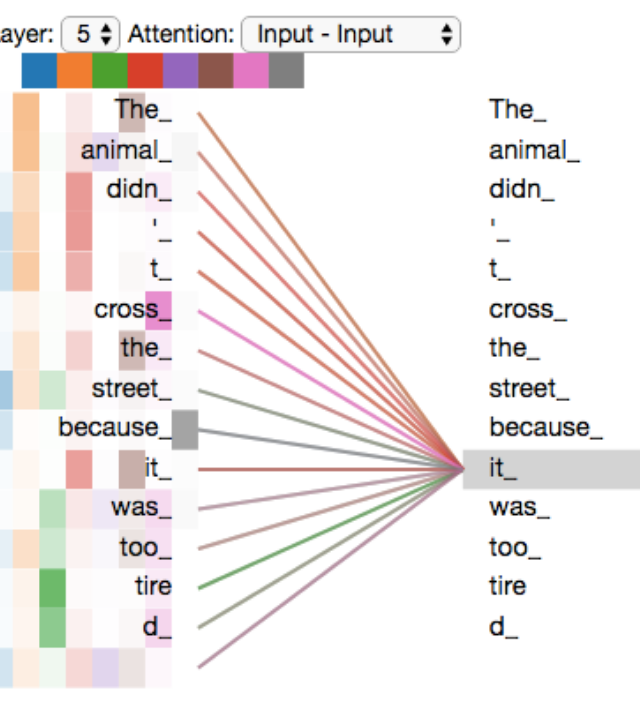 ayer: 5 Attention: Input - Input
The_ The_
animal_ animal_
didn_ didn_
'_ '_
t_ t_
cross_ cross_
the_ the_
street_ street_
because_ because_
it_ it_
was_ was_
too_ too_
tire tire
d_ d_